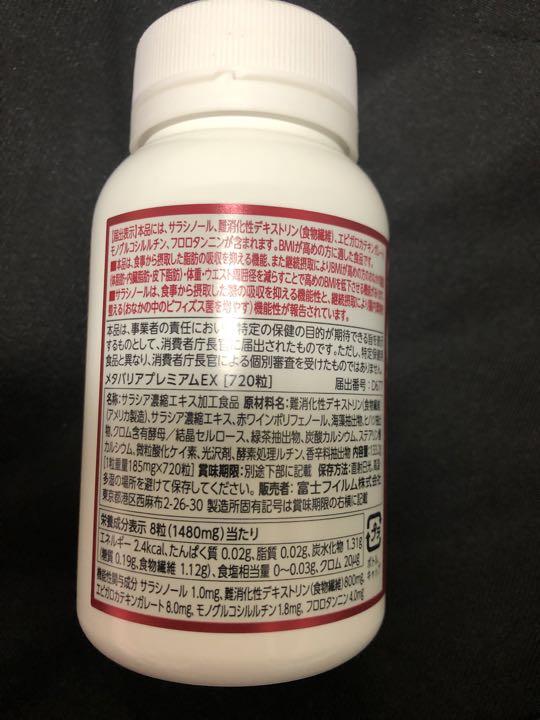 【届出表示】本品には、サラシノール、難消化性デキストリン(食物繊維)、エピガロカテキンガレート、
モノグルコシルルチン、フロロタンニンが含まれます。BMIが高めの方に適した食品です。
■本品は、食事から摂取した脂肪の吸収を抑える機能、また継続摂取によりBMIが高めの方の
(体脂肪・内臓脂肪・皮下脂肪)・体重・ウエスト周囲径を減らすことで高めのBMIを低下させる機能が
■サラシノールは、食事から摂取した糖の吸収を抑える機能性と、継続摂取により
整える(おなかの中のビフィズス菌を増やす)機能性が報告されています。
本品は、事業者の責任において特定の保健の目的が期待できる旨を表示
するものとして、消費者庁長官に届出されたものです。ただし、特定保健用
食品と異なり、消費者庁長官による個別審査を受けたものではありません。
メタバリアプレミアムEX [720粒] 届出番号:D677
名称:サラシア濃縮エキス加工食品 原材料名:難消化性デキストリン(食物繊維)
(アメリカ製造)、サラシア濃縮エキス、赤ワインポリフェノール、海藻抽出物、
物、クロム含有酵母/結晶セルロース、緑茶抽出物、炭酸カルシウム、ステアリン酸
カルシウム、微粒酸化ケイ素、光沢剤、酵素処理ルチン、香辛料抽出物 内容量:133.2g
[1粒重量185mg×720粒] 賞味期限:別途下部に記載 保存方法:直射日光、高温・
多湿の場所を避けて保存してください。 販売者:富士フイルム株式会社
東京都港区西麻布2-26-30 製造所固有記号は賞味期限の右横に記載
栄養成分表示 8粒(1480mg)当たり
エネルギー 2.4kcal、たんぱく質 0.02g、脂質 0.02g、炭水化物 1.31g
(糖質 0.19g、食物繊維 1.12g)、食塩相当量 0〜0.03g、クロム 20μg
機能性関与成分 サラシノール 1.0mg、難消化性デキストリン(食物繊維)800mg、
エピガロカテキンガレート 8.0mg、モノグルコシルルチン 1.8mg、フロロタンニン 4.0mg
プラ
ボトル
キャップ